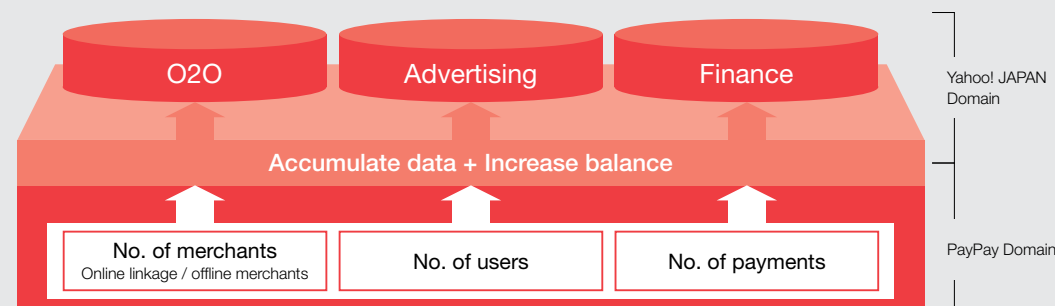 O2O
Advertising
Finance
Yahoo! JAPAN
Domain
Accumulate data + Increase balance
No. of merchants
Online linkage / offline merchants
No. of users
No. of payments
PayPay Domain